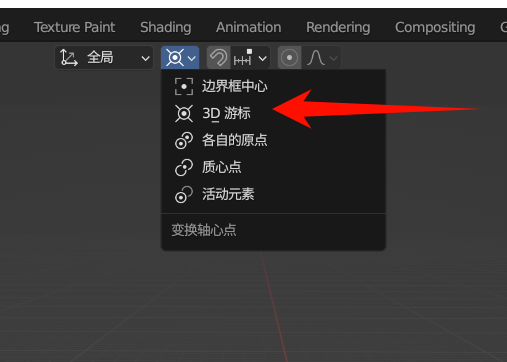 Texture Paint Shading Animation Rendering Compositing
全局
边界框中心
3D 游标
各自的原点
质心点
活动元素
变换轴心点